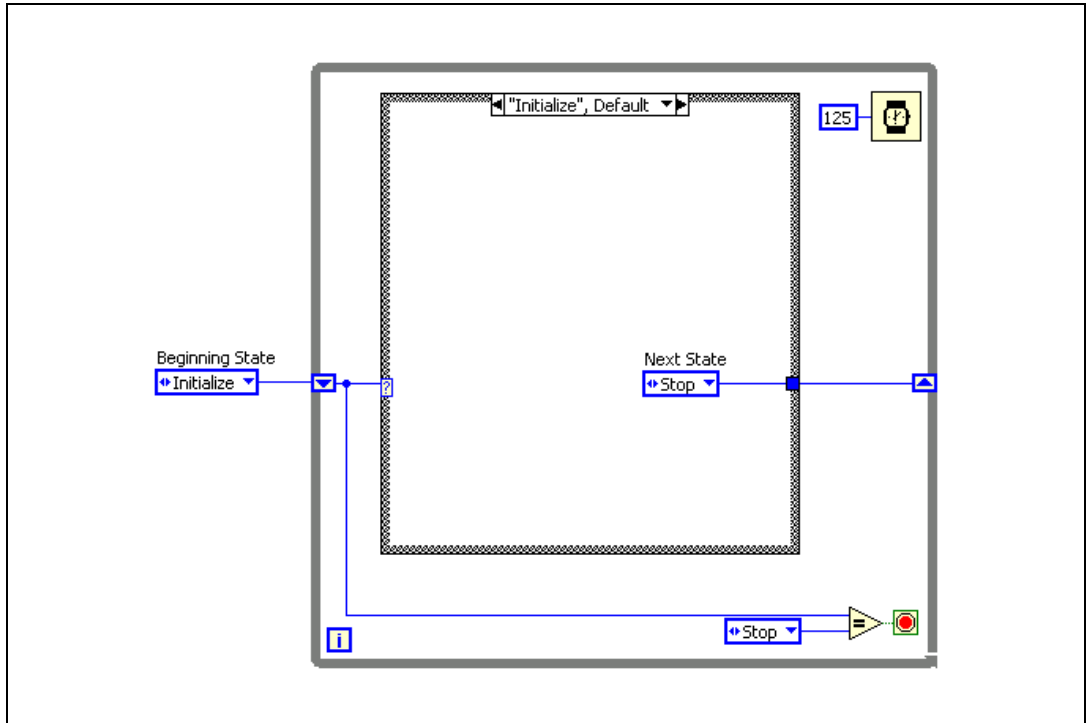 "Initialize", Default
125
Beginning State
Initialize
?
Next State
Stop
Stop
=
i